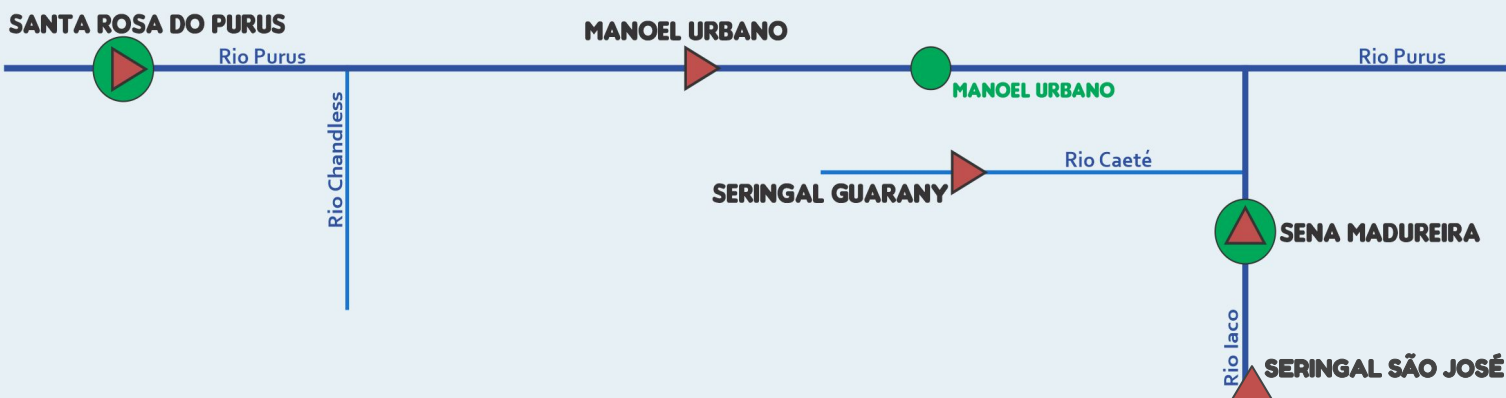 SANTA ROSA DO PURUS
MANOEL URBANO
Rio Purus
Rio Purus
MANOEL URBANO
Rio Chandless
Rio Caeté
SERINGAL GUARANY
SENA MADUREIRA
Rio Iaco
SERINGAL SÃO JOSÉ